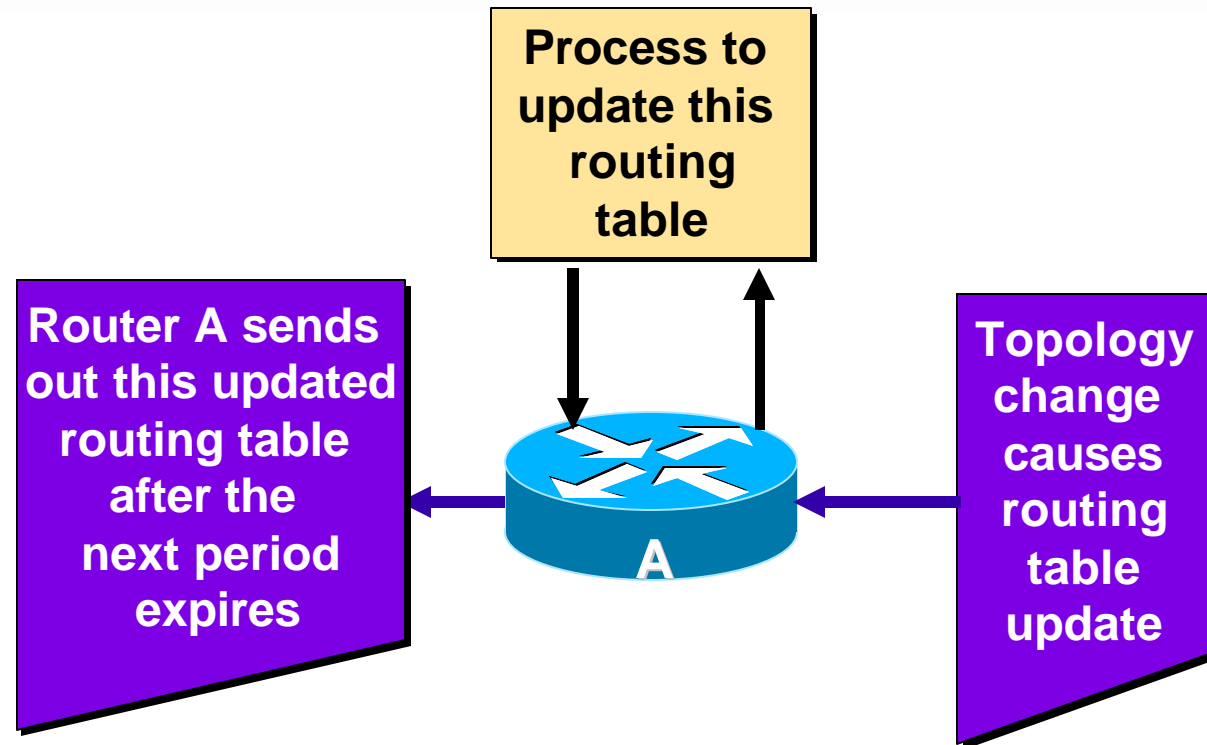 Process to
update this
routing
table
Router A sends
out this updated
routing table
after the
next period
expires
A
Topology
change
causes
routing
table
update